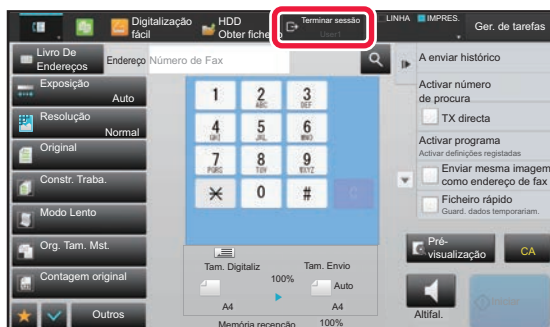 Digitalização
fácil
HDD
Obter ficheiro
Terminar sessão
User1
LINHA
IMPRES.
Ger. de tarefas
Livro De
Endereços
Endereço
Número de Fax
Exposição
Auto
Resolução
Normal
Original
Constr. Traba.
Modo Lento
Org. Tam. Mst.
Contagem original
Outros
1
2
ABC
3
DEF
4
GHI
5
JKL
6
MNO
7
PQRS
8
TUV
9
WXYZ
0
#
C
Tam. Digitaliz
100%
Tam. Envio
Auto
A4
A4
Memória recepção
100%
A enviar histórico
Activar número
de procura
TX directa
Activar programa
Activar definições registadas
Enviar mesma imagem
como endereço de fax
Ficheiro rápido
Guard. dados temporariam.
Pré-
visualização
CA
Altifal.
Iniciar